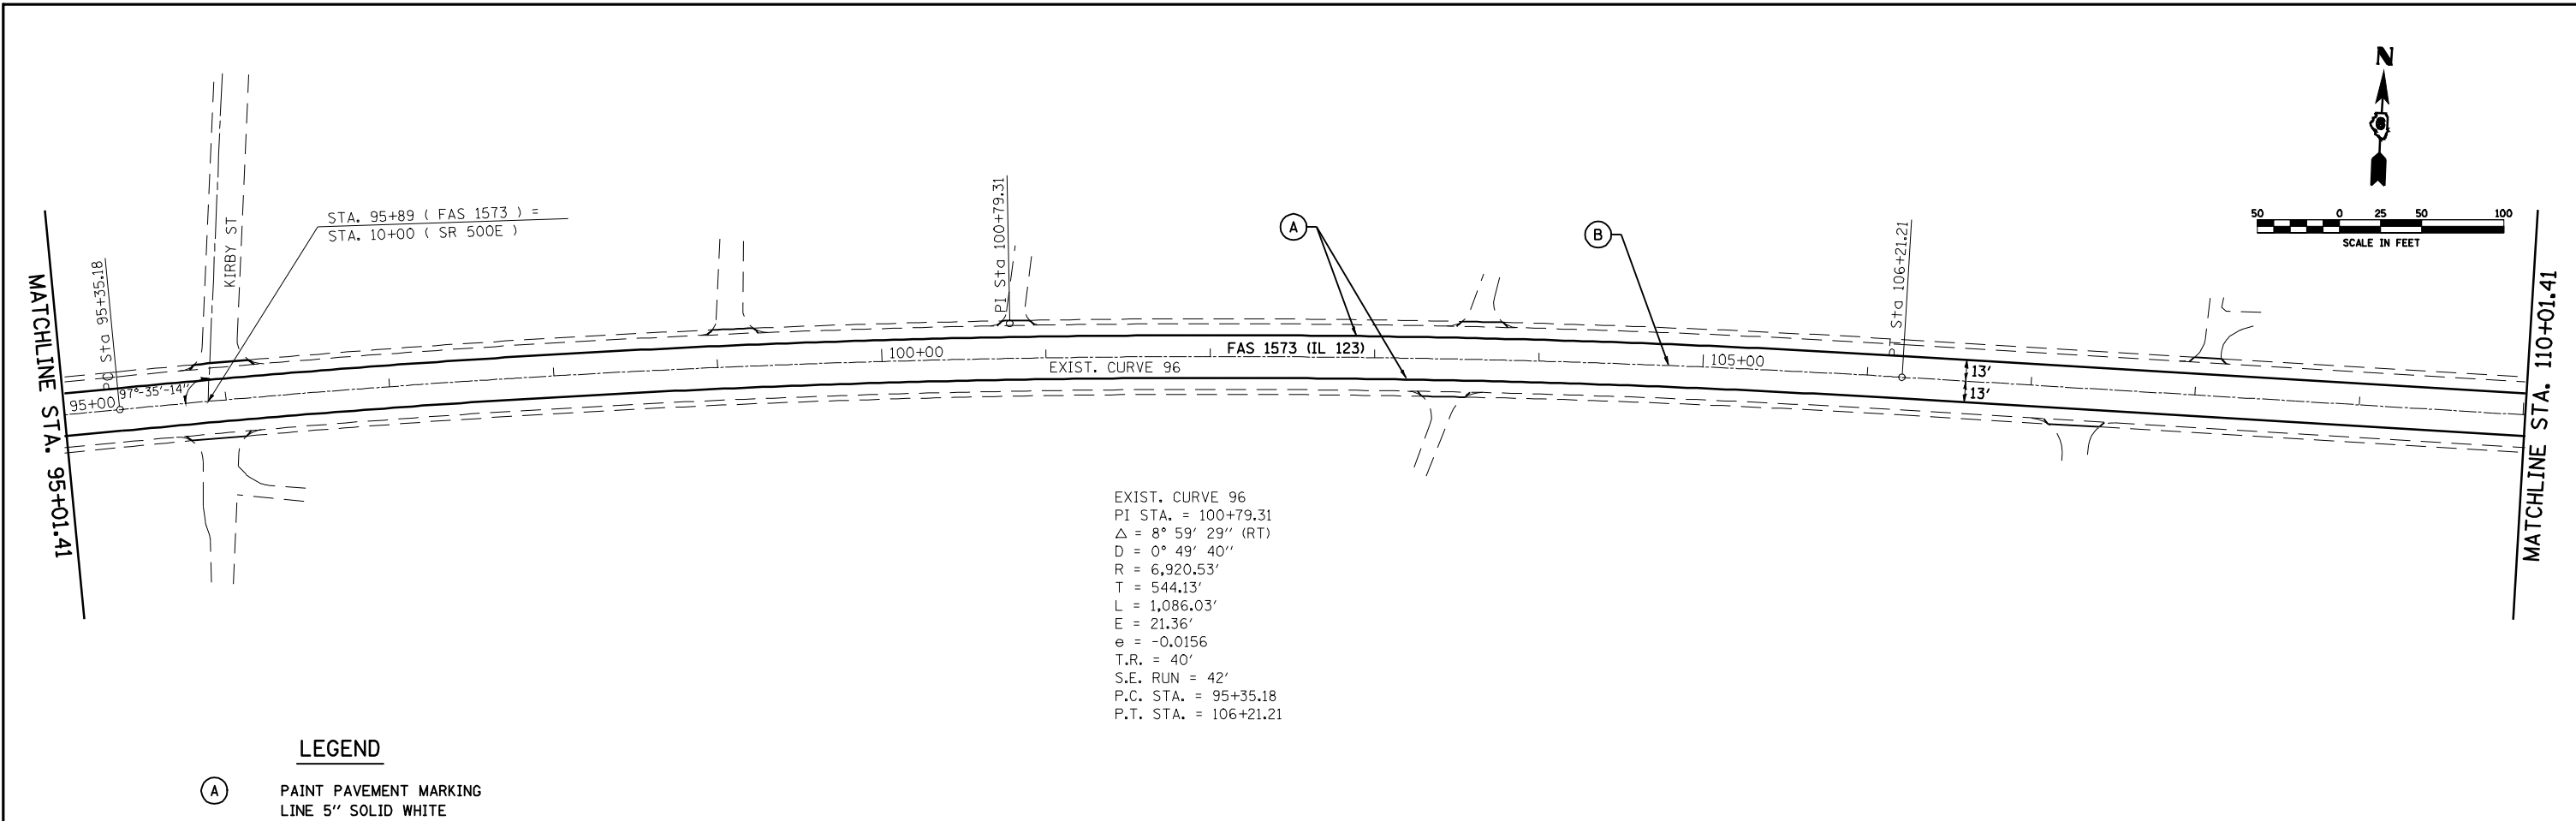 N
6
50 0 25 50 100
SCALE IN FEET
MATCHLINE STA. 95+01.41
PO Sta 95+35.18
KIRBY ST
STA. 95+89 ( FAS 1573 ) =
STA. 10+00 ( SR 500E )
PI Sta 100+79.31
A
B
Sta 106+21.21
MATCHLINE STA. 110+01.41
95+00
97°-35'-14"
100+00
FAS 1573 (IL 123)
EXIST. CURVE 96
105+00
13'
13'
EXIST. CURVE 96
PI STA. = 100+79.31
Δ = 8° 59' 29" (RT)
D = 0° 49' 40"
R = 6,920.53'
T = 544.13'
L = 1,086.03'
E = 21.36'
e = -0.0156
T.R. = 40'
S.E. RUN = 42'
P.C. STA. = 95+35.18
P.T. STA. = 106+21.21
LEGEND
A PAINT PAVEMENT MARKING
LINE 5" SOLID WHITE